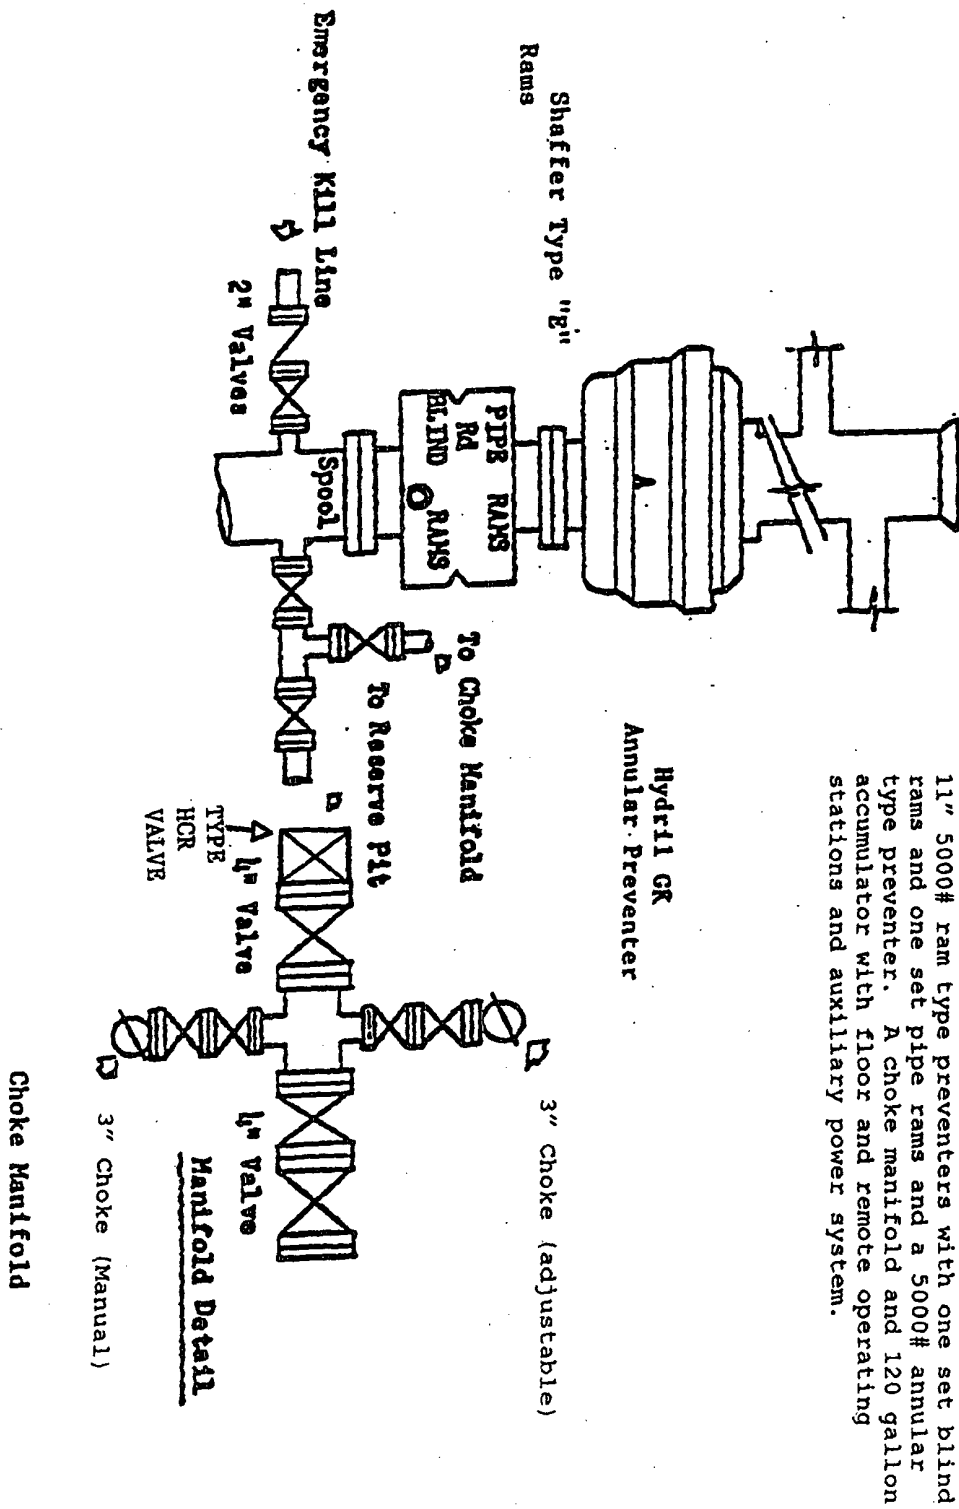 11" 5000# ram type preventers with one set blind
rams and one set pipe rams and a 5000# annular
type preventer. A choke manifold and 120 gallon
accumulator with floor and remote operating
stations and auxiliary power system.
Hydril GR
Annular Preventer
Shaffer Type "E"
Rams
PIPE RAMS
Rd
BLIND RAMS
Spool
Emergency Kill Line
2" Valves
To Choke Manifold
To Reserve Pit
TYPE
HCR
VALVE
4" Valve
3" Choke (adjustable)
4" Valve
Manifold Detail
3" Choke (Manual)
Choke Manifold